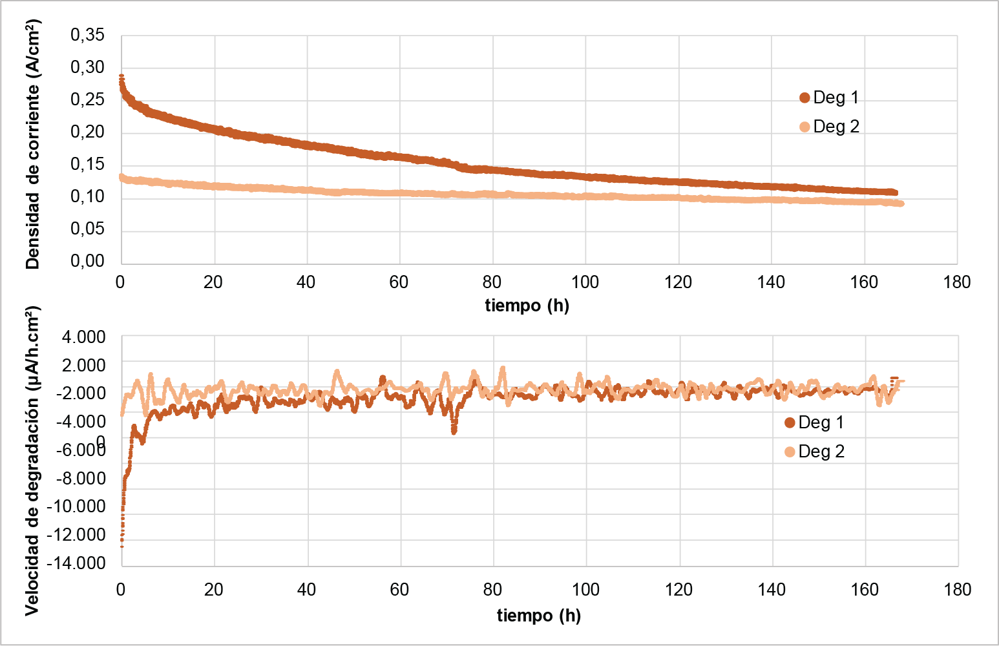 Densidad de corriente (A/cm²)
0,35
0,30
0,25
0,20
0,15
0,10
0,05
0,00
Deg 1
Deg 2
0 20 40 60 80 100 120 140 160 180
tiempo (h)
Velocidad de degradación (µA/h.cm²)
4.000
2.000
-2.000
-4.000
0
-6.000
-8.000
-10.000
-12.000
-14.000
Deg 1
Deg 2
0 20 40 60 80 100 120 140 160 180
tiempo (h)